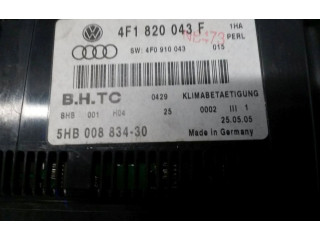 4F1 820 043 F 1HA
PERL
SW: 4F0 910 043 015
B.H.TC 0429 KLIMABETAETIGUNG
BHS 001 H04 25 0002 III 1
25.05.05
5HB 008 834-30 Made in Germany